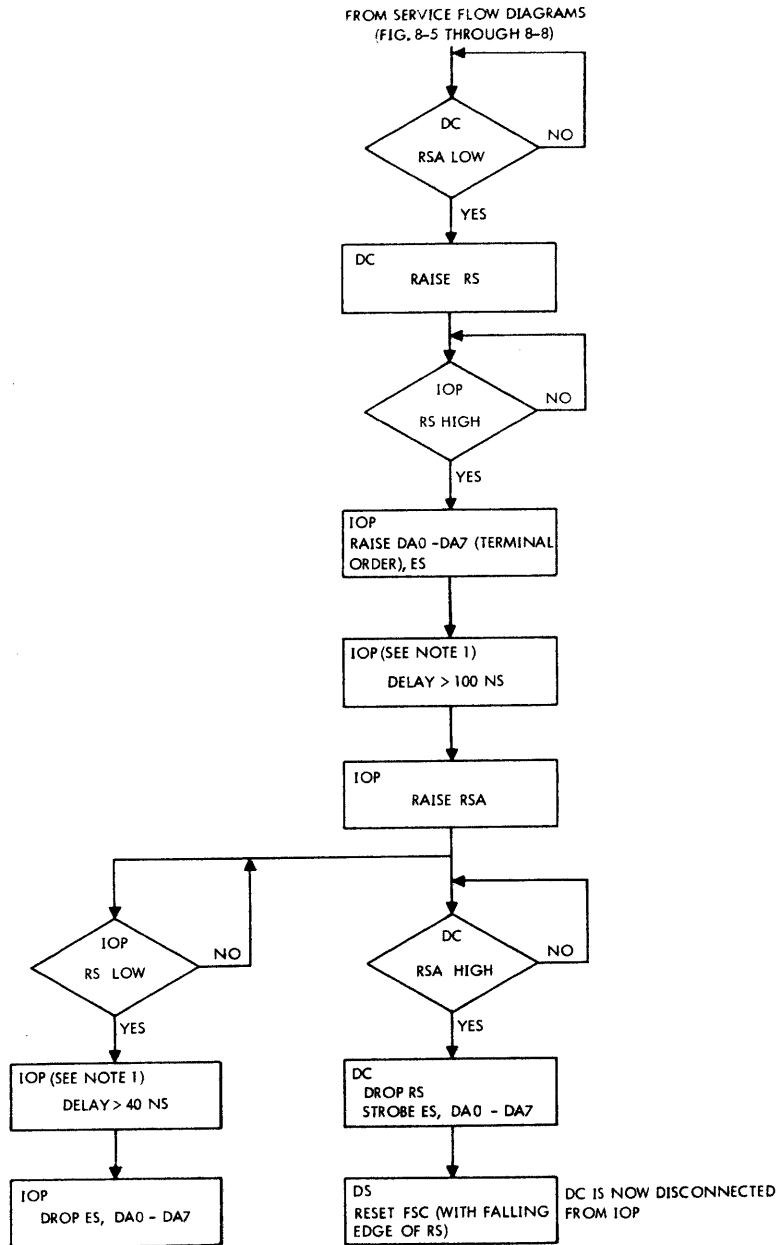 FROM SERVICE FLOW DIAGRAMS
(FIG. 8-5 THROUGH 8-8)
DC
RSA LOW
NO
YES
DC
RAISE RS
IOP
RS HIGH
NO
YES
IOP
RAISE DA0 -DA7 (TERMINAL
ORDER), ES
IOP (SEE NOTE 1)
DELAY > 100 NS
IOP
RAISE RSA
IOP
RS LOW
NO
YES
DC
RSA HIGH
NO
YES
IOP (SEE NOTE 1)
DELAY > 40 NS
DC
DROP RS
STROBE ES, DA0 - DA7
IOP
DROP ES, DA0 - DA7
DS
RESET FSC (WITH FALLING
EDGE OF RS)
DC IS NOW DISCONNECTED
FROM IOP